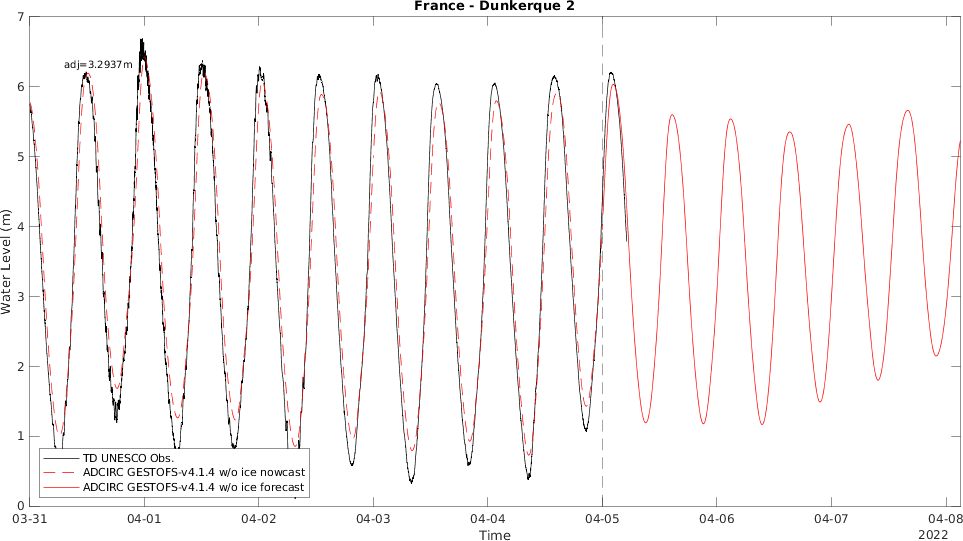 France - Dunkerque 2
7
6
5
4
3
2
1
0
Water Level (m)
adj=3.2937m
TD UNESCO Obs.
ADCIRC GESTOFS-v4.1.4 w/o ice nowcast
ADCIRC GESTOFS-v4.1.4 w/o ice forecast
03-31 04-01 04-02 04-03 04-04 04-05 04-06 04-07 04-08
Time
2022